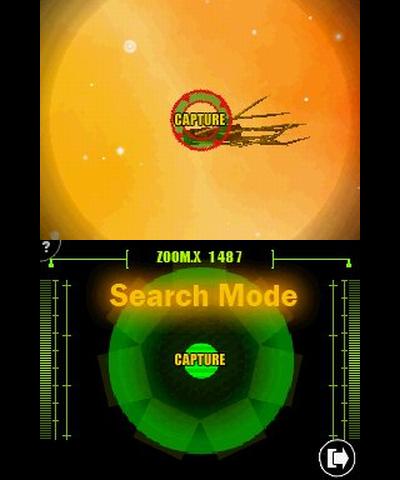 CAPTURE
?
ZOOM.X 1487
Search Mode
CAPTURE